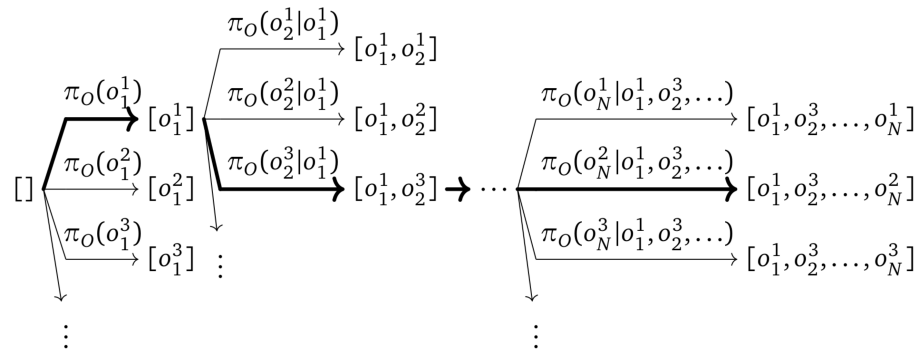 π_O(o_2^1|o_1^1) [o_1^1, o_2^1]
π_O(o_1^1) [o_1^1] π_O(o_2^2|o_1^1) [o_1^1, o_2^2] π_O(o_N^1|o_1^1, o_2^3, …) [o_1^1, o_2^3, …, o_N^1]
[] π_O(o_1^2) [o_1^2] π_O(o_2^3|o_1^1) [o_1^1, o_2^3] … π_O(o_N^2|o_1^1, o_2^3, …) [o_1^1, o_2^3, …, o_N^2]
π_O(o_1^3) [o_1^3] ⋮ π_O(o_N^3|o_1^1, o_2^3, …) [o_1^1, o_2^3, …, o_N^3]
⋮ ⋮